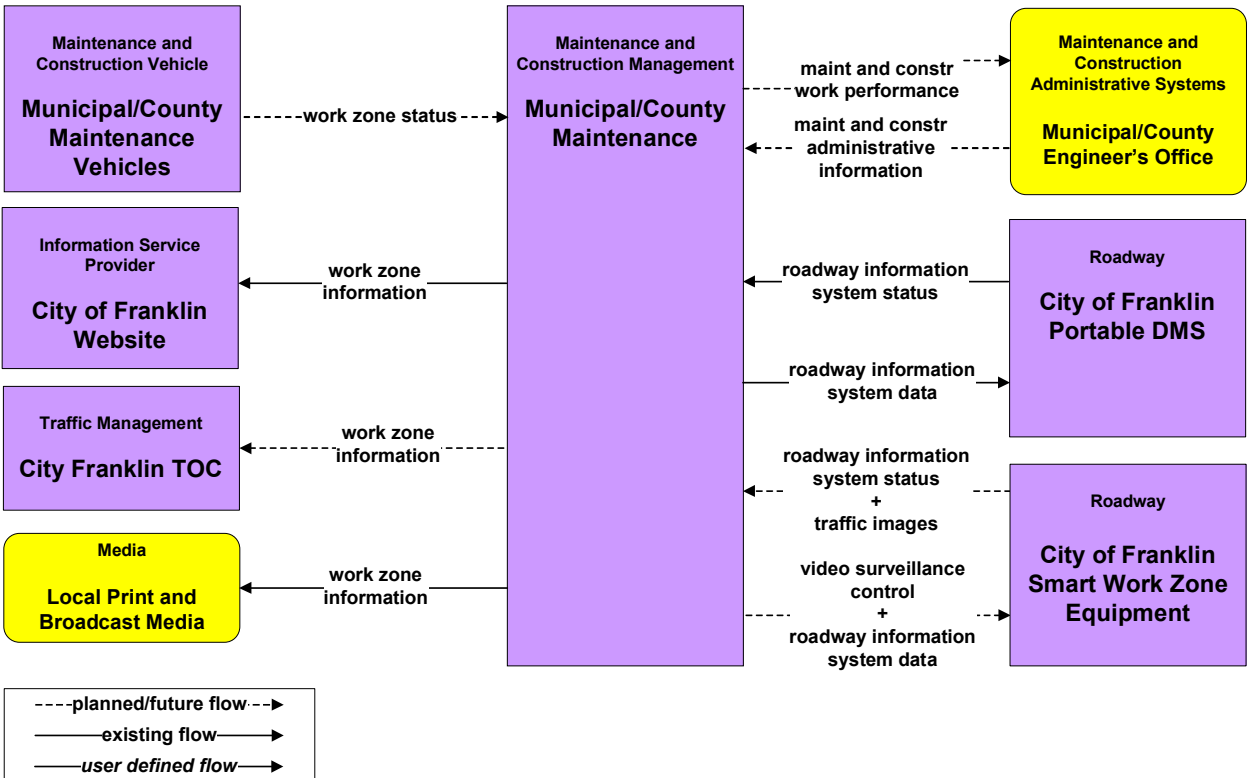 Maintenance and
Construction Vehicle
Municipal/County
Maintenance
Vehicles
work zone status
Maintenance and
Construction Management
Municipal/County
Maintenance
maint and constr
work performance
maint and constr
administrative
information
Maintenance and
Construction
Administrative Systems
Municipal/County
Engineer’s Office
Information Service
Provider
City of Franklin
Website
work zone
information
roadway information
system status
roadway information
system data
Roadway
City of Franklin
Portable DMS
Traffic Management
City Franklin TOC
work zone
information
roadway information
system status
+
traffic images
video surveillance
control
+
roadway information
system data
Roadway
City of Franklin
Smart Work Zone
Equipment
Media
Local Print and
Broadcast Media
work zone
information
planned/future flow
existing flow
user defined flow